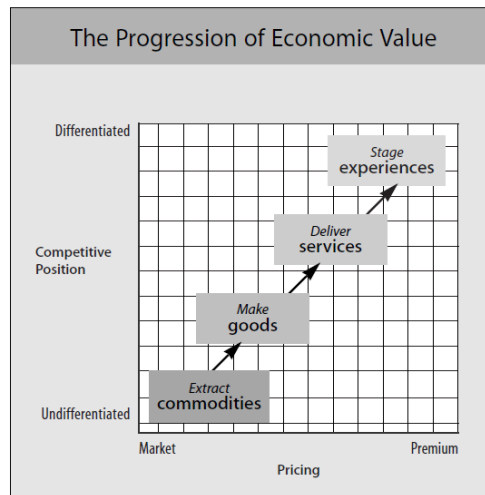 The Progression of Economic Value
Differentiated
Stage
experiences
Deliver
services
Competitive
Position
Make
goods
Extract
commodities
Undifferentiated
Market
Premium
Pricing